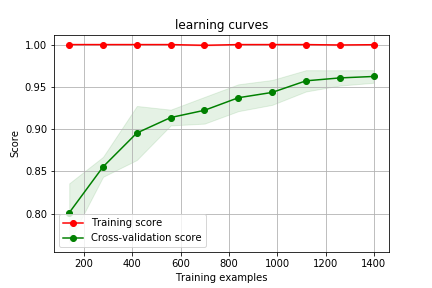 learning curves
1.00
0.95
0.90
0.85
0.80
Score
Training score
Cross-validation score
200 400 600 800 1000 1200 1400
Training examples